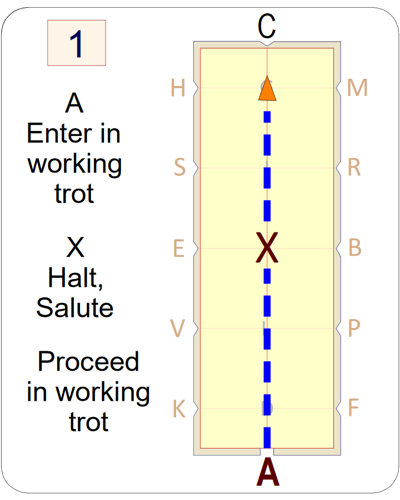 1
A
Enter in
working
trot
X
Halt,
Salute
Proceed
in working
trot
C
H M
S R
E X B
V P
K F
A